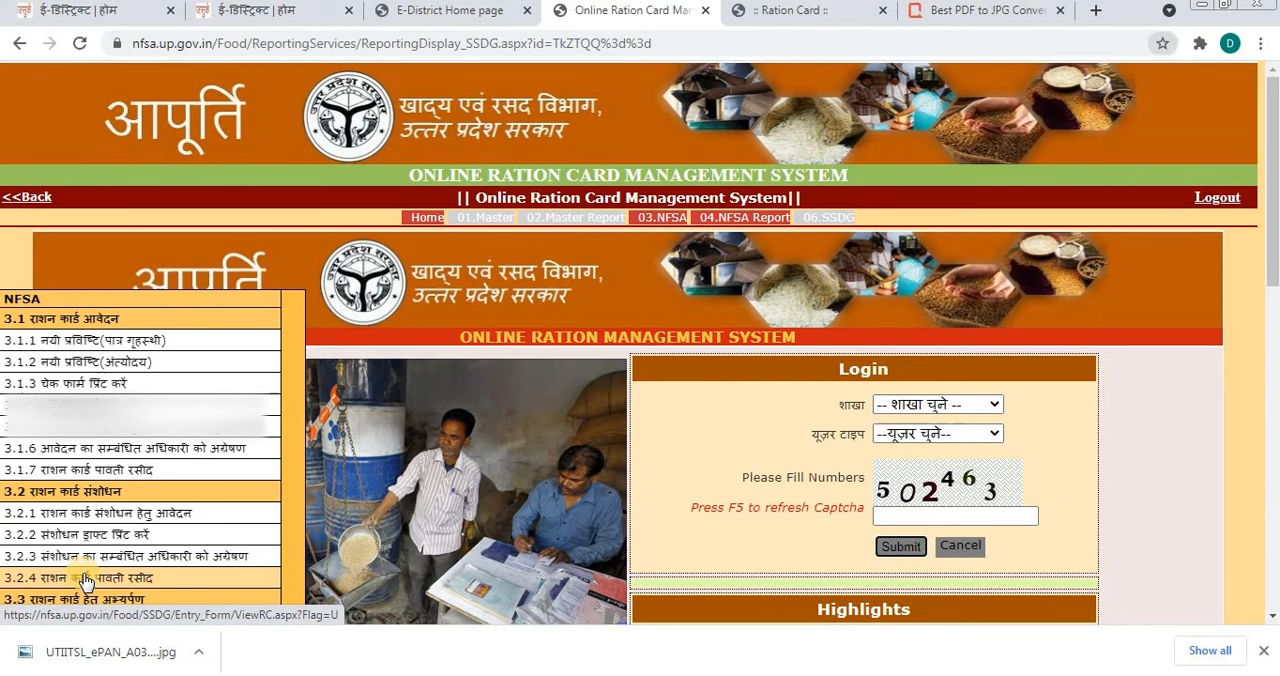 ई-डिस्ट्रिक्ट | होम
ई-डिस्ट्रिक्ट | होम
E-District Home page
Online Ration Card Mar
:: Ration Card ::
Best PDF to JPG Conver
nfsa.up.gov.in/Food/ReportingServices/ReportingDisplay_SSDG.aspx?id=TkZTQQ%3d%3d
D
आपूर्ति
खाद्य एवं रसद विभाग,
उत्तर प्रदेश सरकार
ONLINE RATION CARD MANAGEMENT SYSTEM
<<Back
|| Online Ration Card Management System||
Logout
Home 01.Master 02.Master Report 03.NFSA 04.NFSA Report 06.SSDG
आपूर्ति
खाद्य एवं रसद विभाग,
उत्तर प्रदेश सरकार
ONLINE RATION MANAGEMENT SYSTEM
NFSA
3.1 राशन कार्ड आवेदन
3.1.1 नयी प्रविष्टि(पात्र गृहस्थी)
3.1.2 नयी प्रविष्टि(अंत्योदय)
3.1.3 चेक फार्म प्रिंट करें
3.1.6 आवेदन का सम्बंधित अधिकारी को अग्रेषण
3.1.7 राशन कार्ड पावती रसीद
3.2 राशन कार्ड संशोधन
3.2.1 राशन कार्ड संशोधन हेतु आवेदन
3.2.2 संशोधन ड्राफ्ट प्रिंट करें
3.2.3 संशोधन का सम्बंधित अधिकारी को अग्रेषण
3.2.4 राशन कार्ड पावती रसीद
3.3 राशन कार्ड हेतु अभ्यर्पण
https://nfsa.up.gov.in/Food/SSDG/Entry_Form/ViewRC.aspx?Flag=U
Login
शाखा
-- शाखा चूने --
यूज़र टाइप
--यूज़र चूने--
Please Fill Numbers
502463
Press F5 to refresh Captcha
Submit
Cancel
Highlights
UTIITSL_ePAN_A03....jpg
Show all